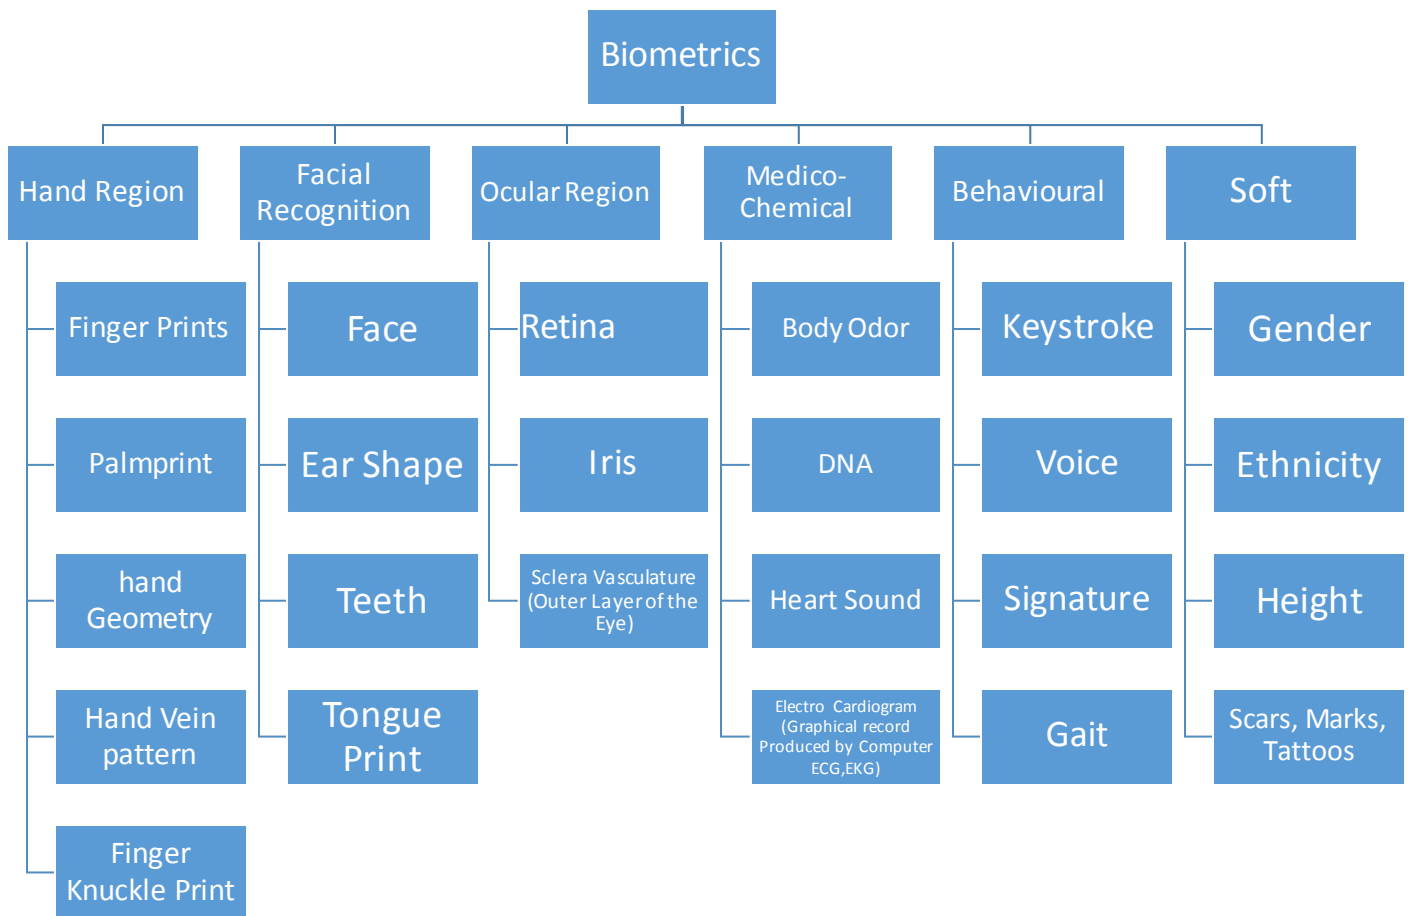 Biometrics
Hand Region
Facial
Recognition
Ocular Region
Medico-
Chemical
Behavioural
Soft
Finger Prints
Palmprint
hand
Geometry
Hand Vein
pattern
Finger
Knuckle Print
Face
Ear Shape
Teeth
Tongue
Print
Retina
Iris
Sclera Vasculature
(Outer Layer of the
Eye)
Body Odor
DNA
Heart Sound
Electro Cardiogram
(Graphical record
Produced by Computer
ECG,EKG)
Keystroke
Voice
Signature
Gait
Gender
Ethnicity
Height
Scars, Marks,
Tattoos